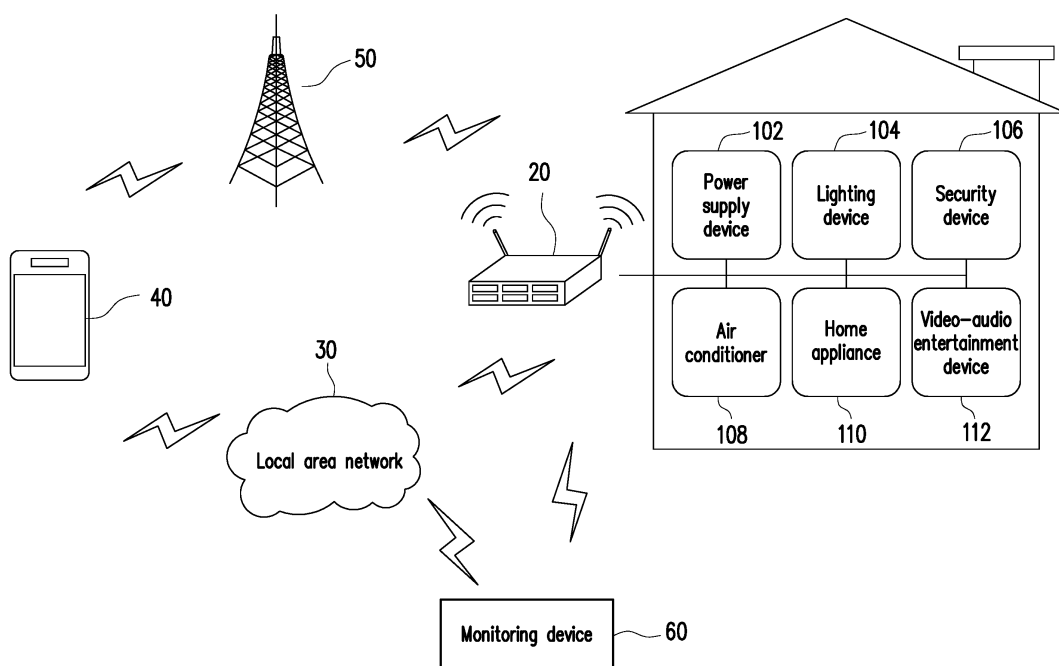 50
102
104
106
20
Power
supply
device
Lighting
device
Security
device
40
Air
conditioner
Home
appliance
Video-audio
entertainment
device
30
108
110
112
Local area network
Monitoring device
60